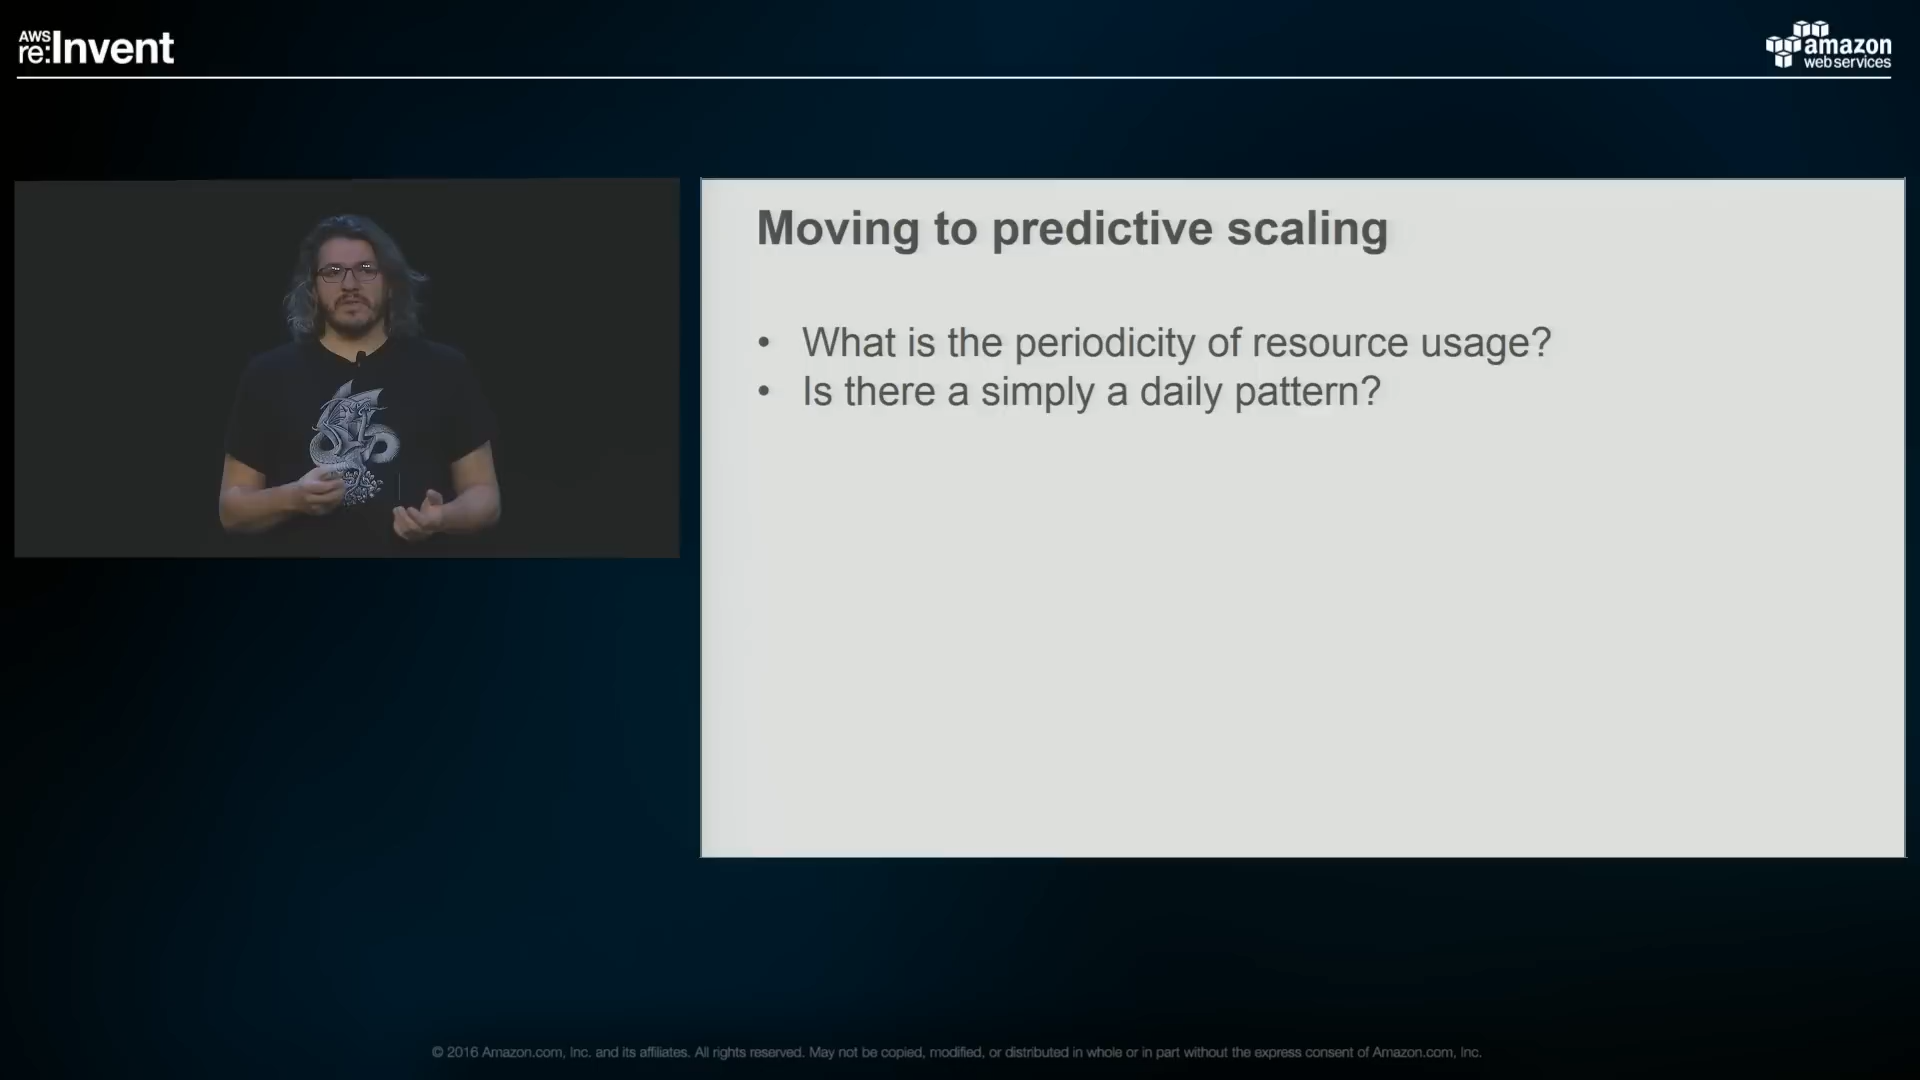 AWS
re:Invent
amazon
web services
Moving to predictive scaling
• What is the periodicity of resource usage?
• Is there a simply a daily pattern?
© 2016 Amazon.com, Inc. and its affiliates. All rights reserved. May not be copied, modified, or distributed in whole or in part without the express consent of Amazon.com, Inc.